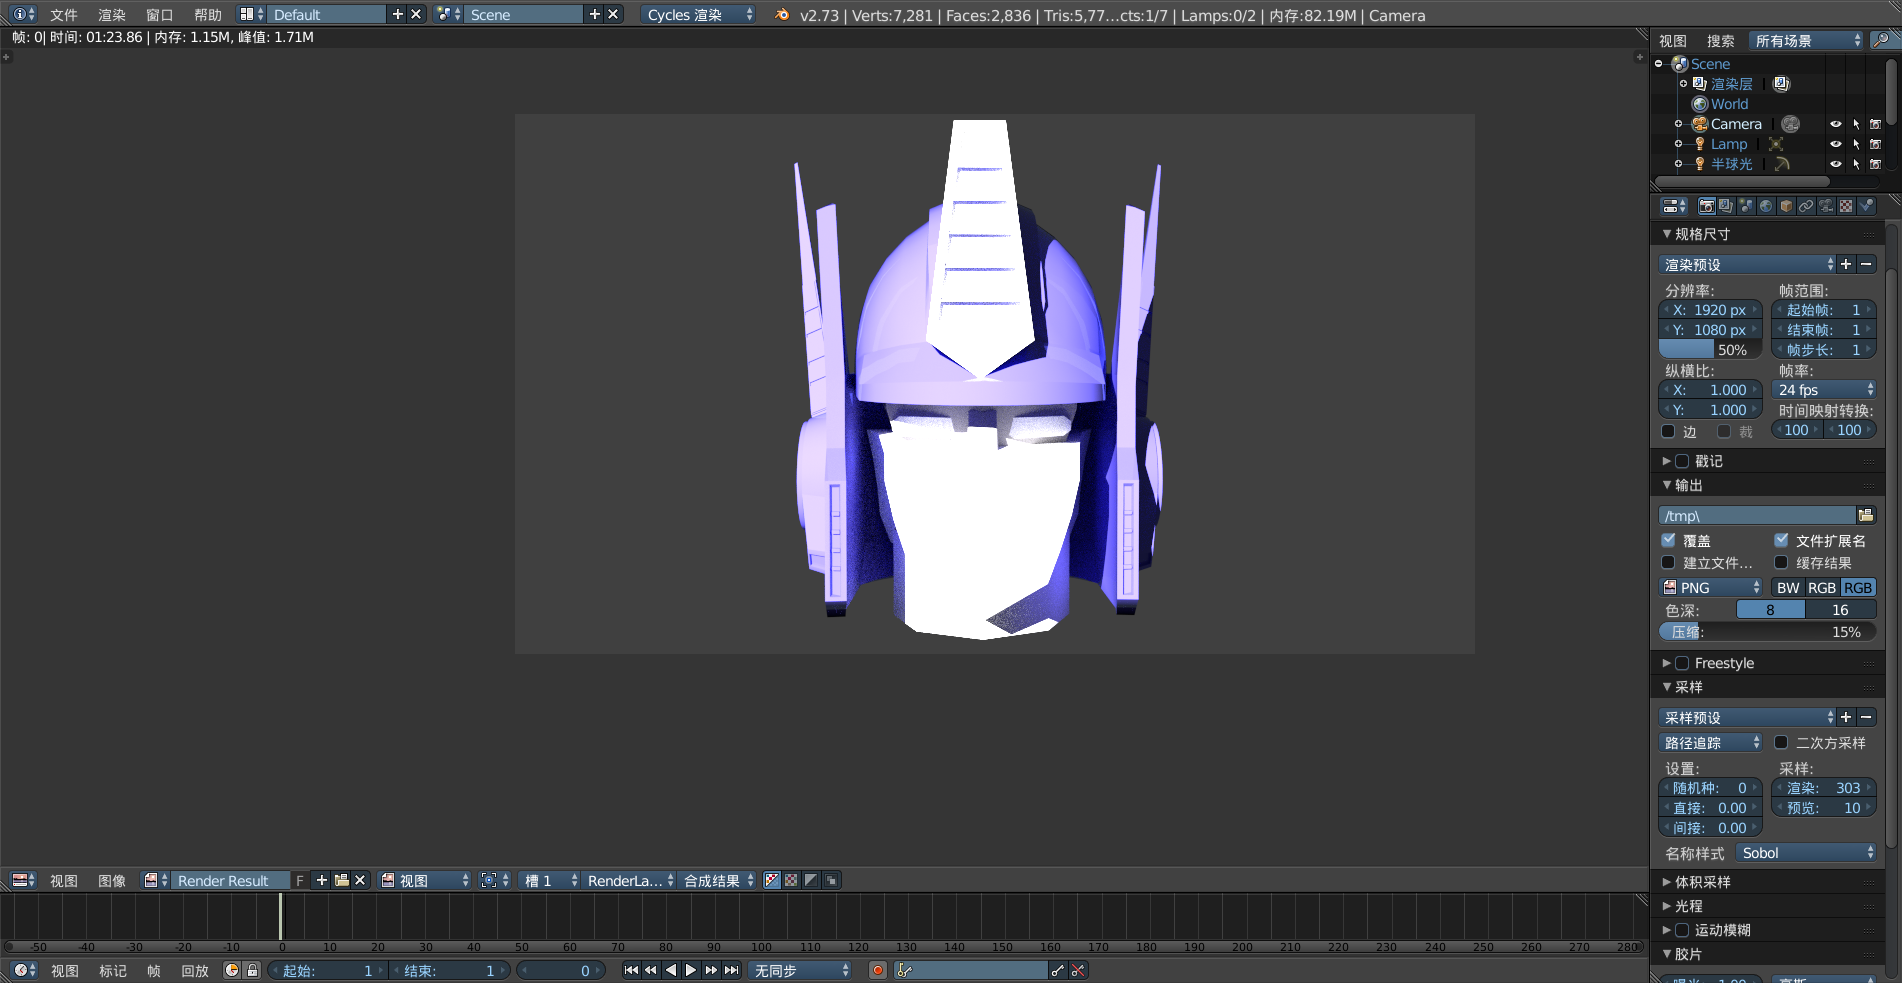 文件 渲染 窗口 帮助 Default Scene Cycles 渲染 v2.73 | Verts:7,281 | Faces:2,836 | Tris:5,77...cts:1/7 | Lamps:0/2 | 内存:82.19M | Camera
帧: 0| 时间: 01:23.86 | 内存: 1.15M, 峰值: 1.71M
视图 搜索 所有场景
Scene
渲染层
World
Camera
Lamp
半球光
规格尺寸
渲染预设
分辨率: 帧范围:
X: 1920 px 起始帧: 1
Y: 1080 px 结束帧: 1
50% 帧步长: 1
纵横比: 帧率:
X: 1.000 24 fps
Y: 1.000 时间映射转换:
边 裁 100 100
戳记
输出
/tmp\
覆盖 文件扩展名
建立文件... 缓存结果
PNG BW RGB RGB
色深: 8 16
压缩: 15%
Freestyle
采样
采样预设
路径追踪 二次方采样
设置: 采样:
随机种: 0 渲染: 303
直接: 0.00 预览: 10
间接: 0.00
名称样式 Sobol
体积采样
光程
运动模糊
胶片
视图 图像 Render Result F 视图 槽 1 RenderLa... 合成结果
-50 -40 -30 -20 -10 0 10 20 30 40 50 60 70 80 90 100 110 120 130 140 150 160 170 180 190 200 210 220 230 240 250 260 270 280
视图 标记 帧 回放 起始: 1 结束: 1 0 无同步